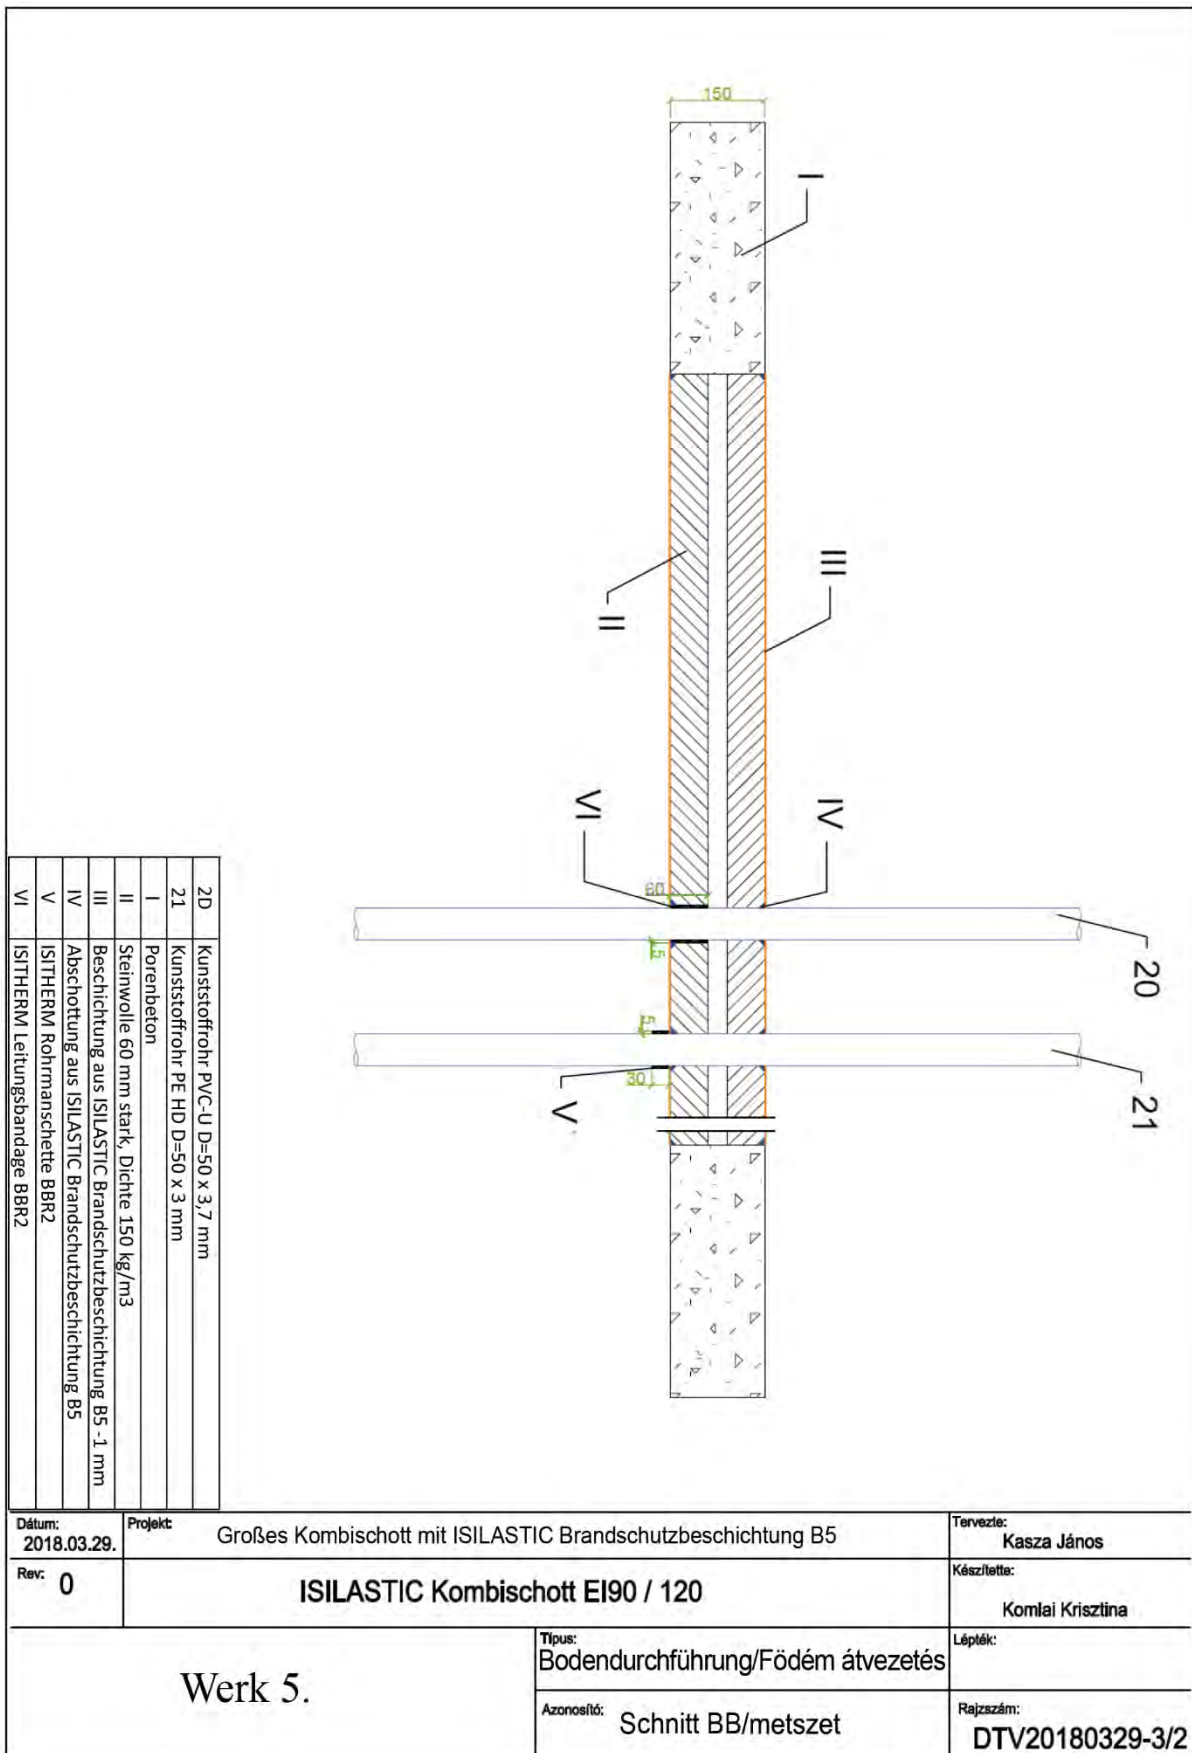 150
I
II
III
IV
VI
60
5
5
30
V
20
21
2D Kunststoffrohr PVC-U D=50 x 3,7 mm
21 Kunststoffrohr PE HD D=50 x 3 mm
I Porenbeton
II Steinwolle 60 mm stark, Dichte 150 kg/m3
III Beschichtung aus ISILASTIC Brandschutzbeschichtung B5 -1 mm
IV Abschottung aus ISILASTIC Brandschutzbeschichtung B5
V ISITHERM Rohrmanschette BBR2
VI ISITHERM Leitungsbandage BBR2
Dátum:
2018.03.29.
Projekt:
Großes Kombischott mit ISILASTIC Brandschutzbeschichtung B5
Tervezte:
Kasza János
Rev: 0
ISILASTIC Kombischott EI90 / 120
Készítette:
Komlai Krisztina
Werk 5.
Típus:
Bodendurchführung/Födém átvezetés
Lépték:
Azonosító:
Schnitt BB/metszet
Rajzszám:
DTV20180329-3/2